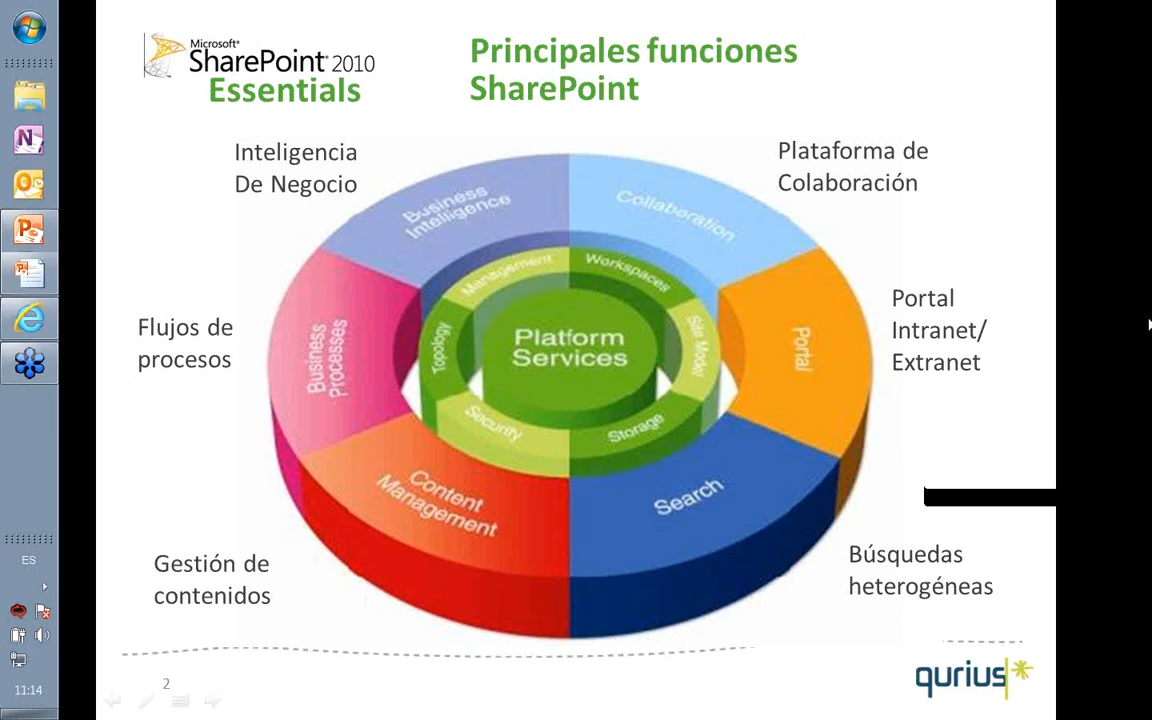 Microsoft®
SharePoint® 2010
Essentials
Principales funciones
SharePoint
Inteligencia
De Negocio
Plataforma de
Colaboración
Business
Intelligence
Collaboration
Management
Workspaces
Flujos de
procesos
Business
Processes
Topology
Platform
Services
Site Model
Portal
Portal
Intranet/
Extranet
Security
Storage
Content
Management
Search
Gestión de
contenidos
Búsquedas
heterogéneas
ES
11:14
2
qurius